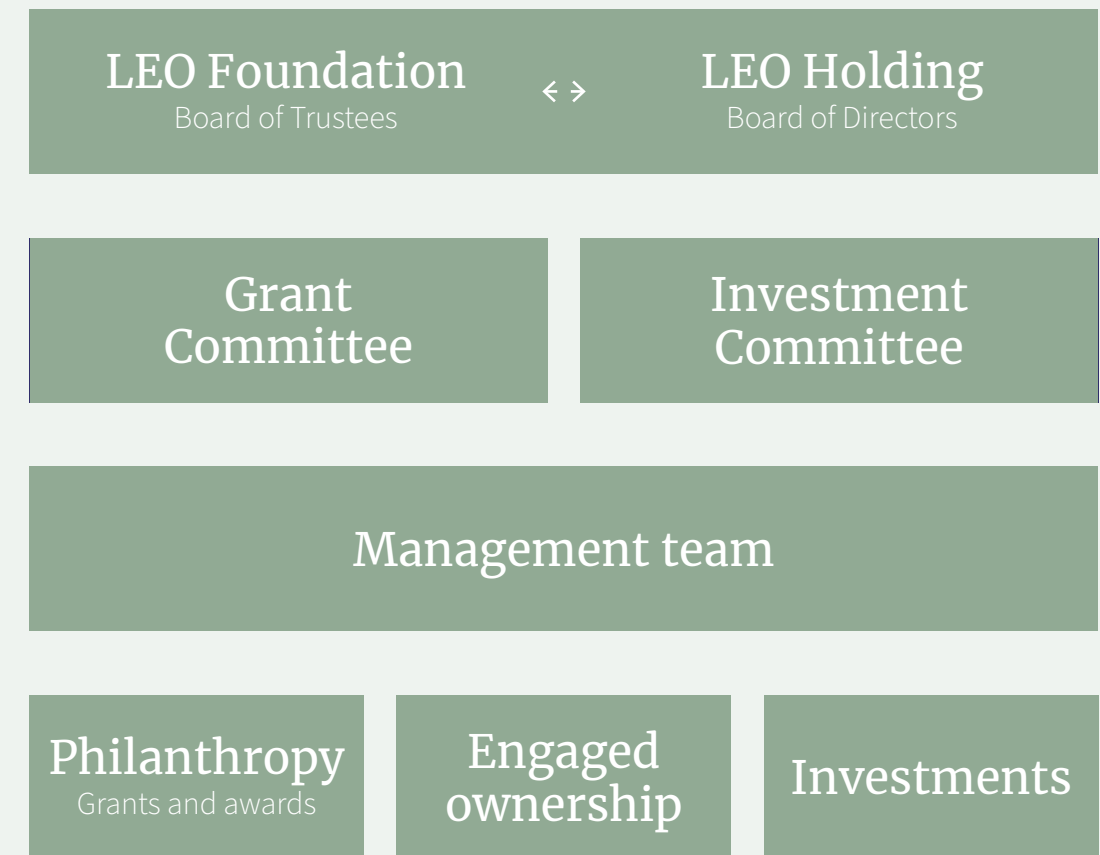 LEO Foundation
Board of Trustees
LEO Holding
Board of Directors
Grant
Committee
Investment
Committee
Management team
Philanthropy
Grants and awards
Engaged
ownership
Investments